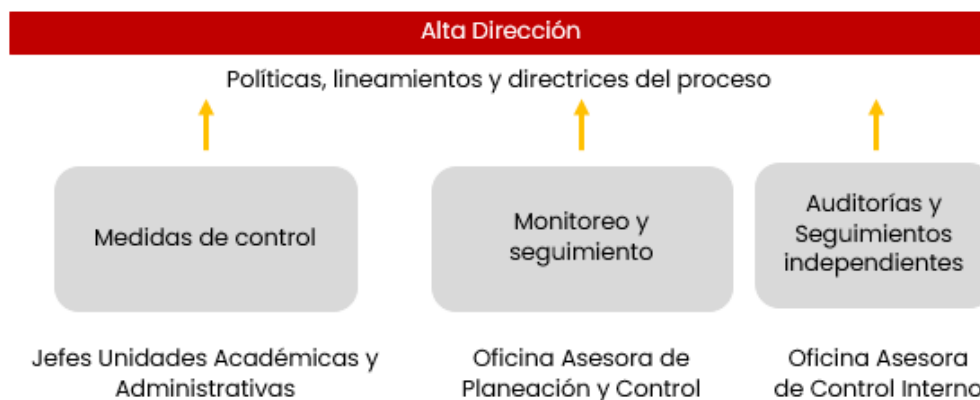 Alta Dirección
Políticas, lineamientos y directrices del proceso
Medidas de control
Monitoreo y
seguimiento
Auditorías y
Seguimientos
independientes
Jefes Unidades Académicas y
Administrativas
Oficina Asesora de
Planeación y Control
Oficina Asesora
de Control Interno